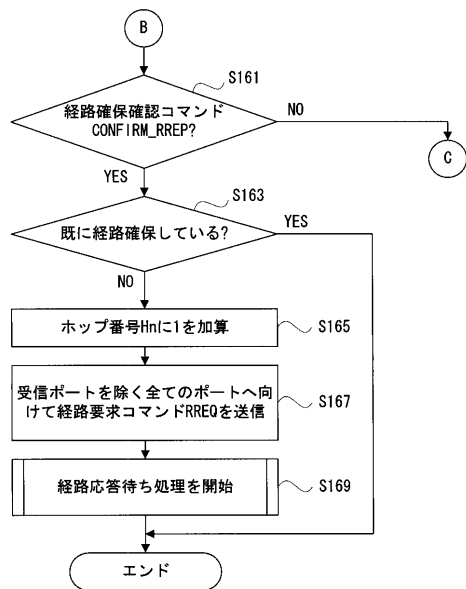 B
S161
経路確保確認コマンド
CONFIRM_RREP?
NO
C
YES
S163
既に経路確保している?
YES
NO
ホップ番号Hnに1を加算
S165
受信ポートを除く全てのポートへ向
けて経路要求コマンドRREQを送信
S167
経路応答待ち処理を開始
S169
エンド